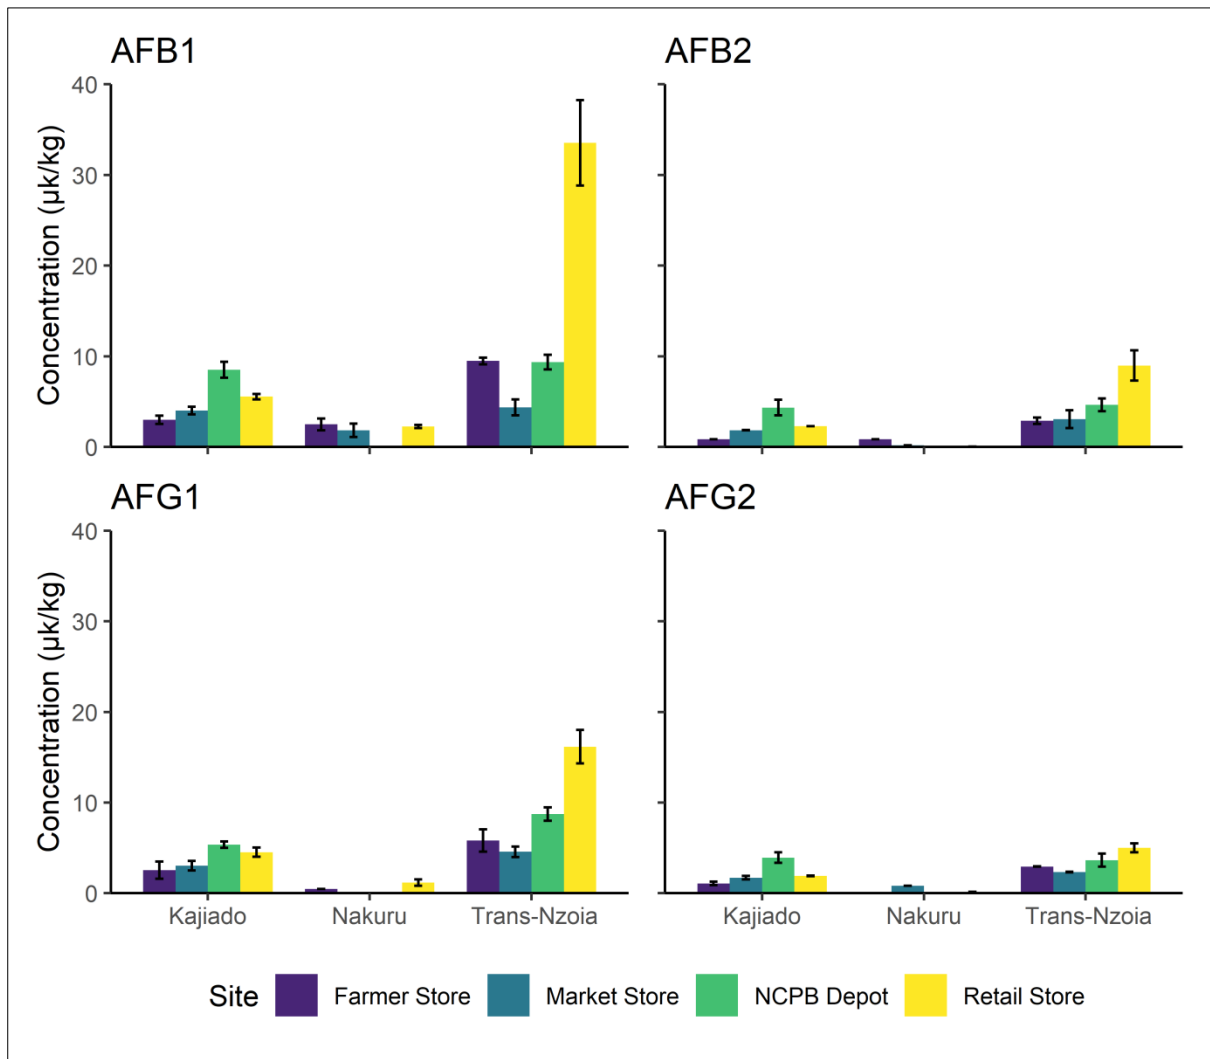 AFB1
AFB2
Concentration (µk/kg)
40
30
20
10
0
AFG1
AFG2
Concentration (µk/kg)
40
30
20
10
0
Kajiado Nakuru Trans-Nzoia
Kajiado Nakuru Trans-Nzoia
Site Farmer Store Market Store NCPB Depot Retail Store